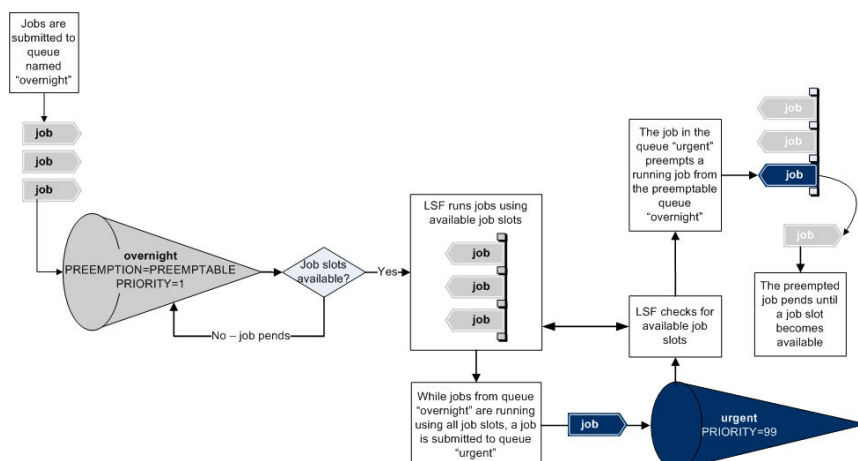 Jobs are
submitted to
queue
named
“overnight”
job
job
job
overnight
PREEMPTION=PREEMPTABLE
PRIORITY=1
Job slots
available?
Yes
No – job pends
LSF runs jobs using
available job slots
job
job
job
While jobs from queue
“overnight” are running
using all job slots, a job
is submitted to queue
“urgent”
job
urgent
PRIORITY=99
LSF checks for
available job
slots
The job in the
queue “urgent”
preempts a
running job from
the preemptable
queue
“overnight”
job
job
job
job
The preempted
job pends until
a job slot
becomes
available